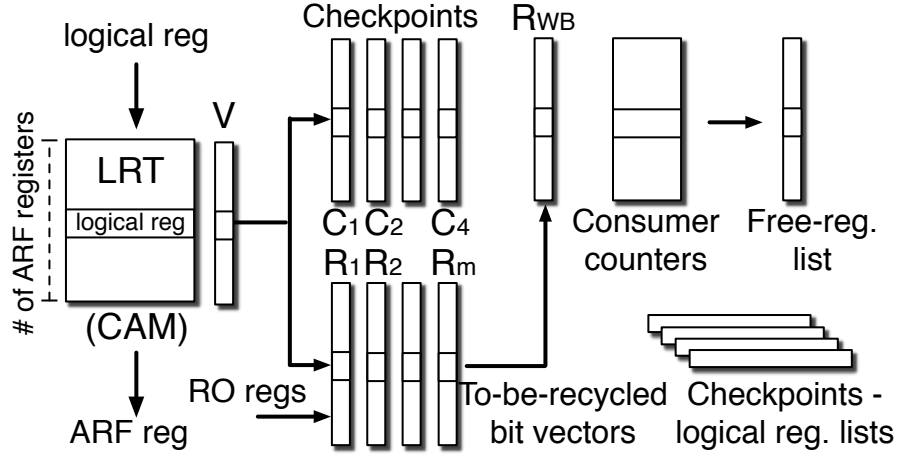 logical reg
Checkpoints
RWB
V
LRT
logical reg
# of ARF registers
(CAM)
ARF reg
C1 C2 C4
R1 R2 Rm
RO regs
To-be-recycled
bit vectors
Consumer
counters
Free-reg.
list
Checkpoints -
logical reg. lists